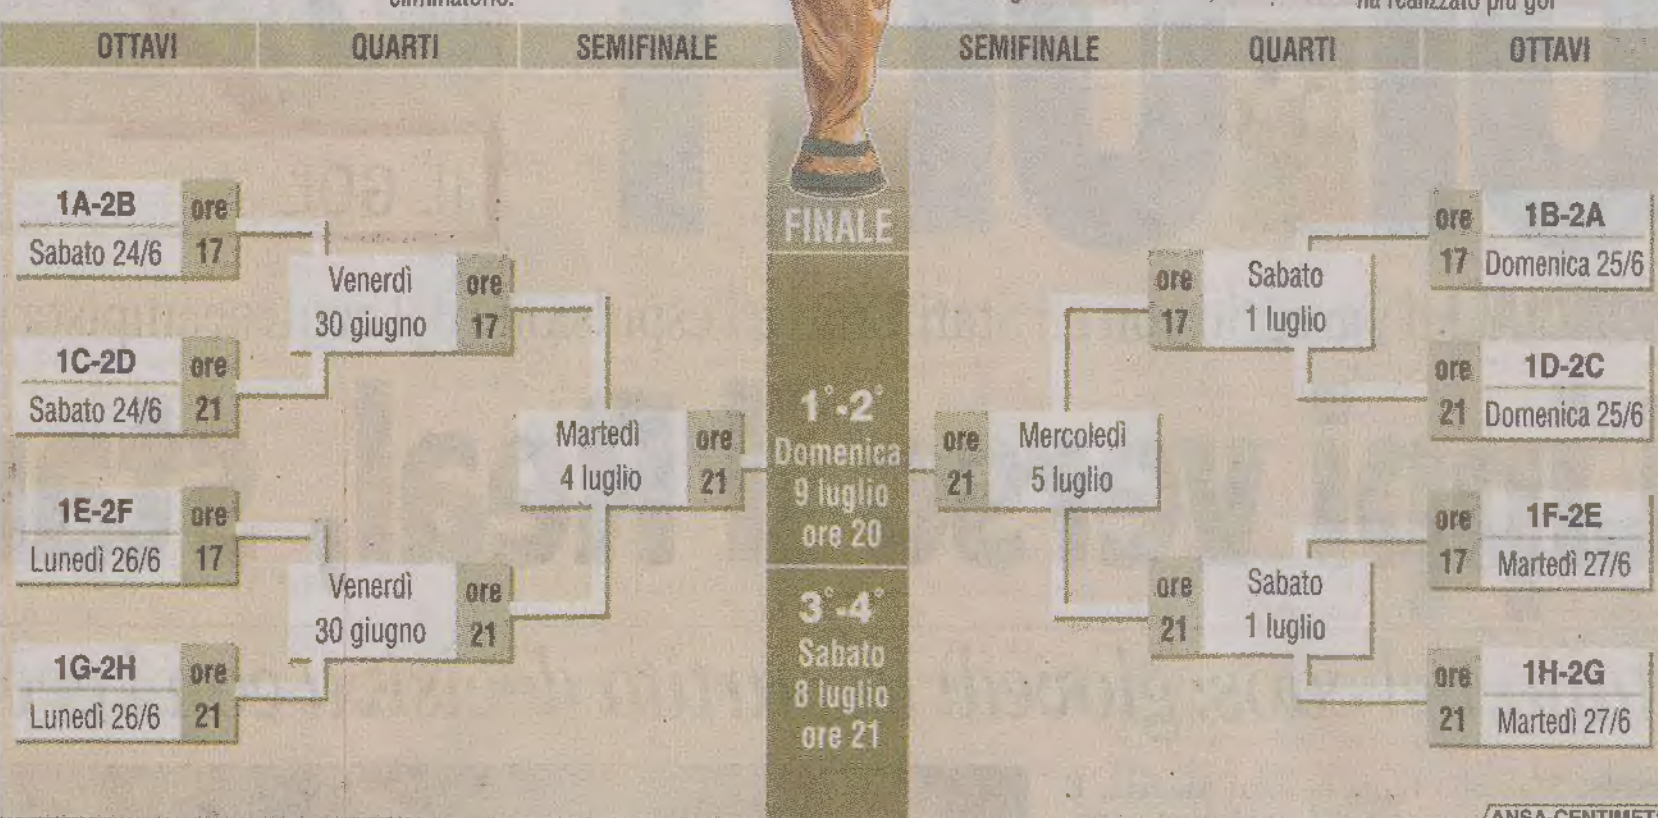 eliminatorio.
ha realizzato più gol
OTTAVI
QUARTI
SEMIFINALE
SEMIFINALE
QUARTI
OTTAVI
1A-2B
Sabato 24/6
ore
17
1C-2D
Sabato 24/6
ore
21
1E-2F
Lunedì 26/6
ore
17
1G-2H
Lunedì 26/6
ore
21
Venerdì
30 giugno
ore
17
Venerdì
30 giugno
ore
21
Martedì
4 luglio
ore
21
FINALE
1°-2°
Domenica
9 luglio
ore 20
3°-4°
Sabato
8 luglio
ore 21
ore
21
Mercoledì
5 luglio
ore
17
Sabato
1 luglio
ore
21
Sabato
1 luglio
ore
17
1B-2A
Domenica 25/6
ore
21
1D-2C
Domenica 25/6
ore
17
1F-2E
Martedì 27/6
ore
21
1H-2G
Martedì 27/6